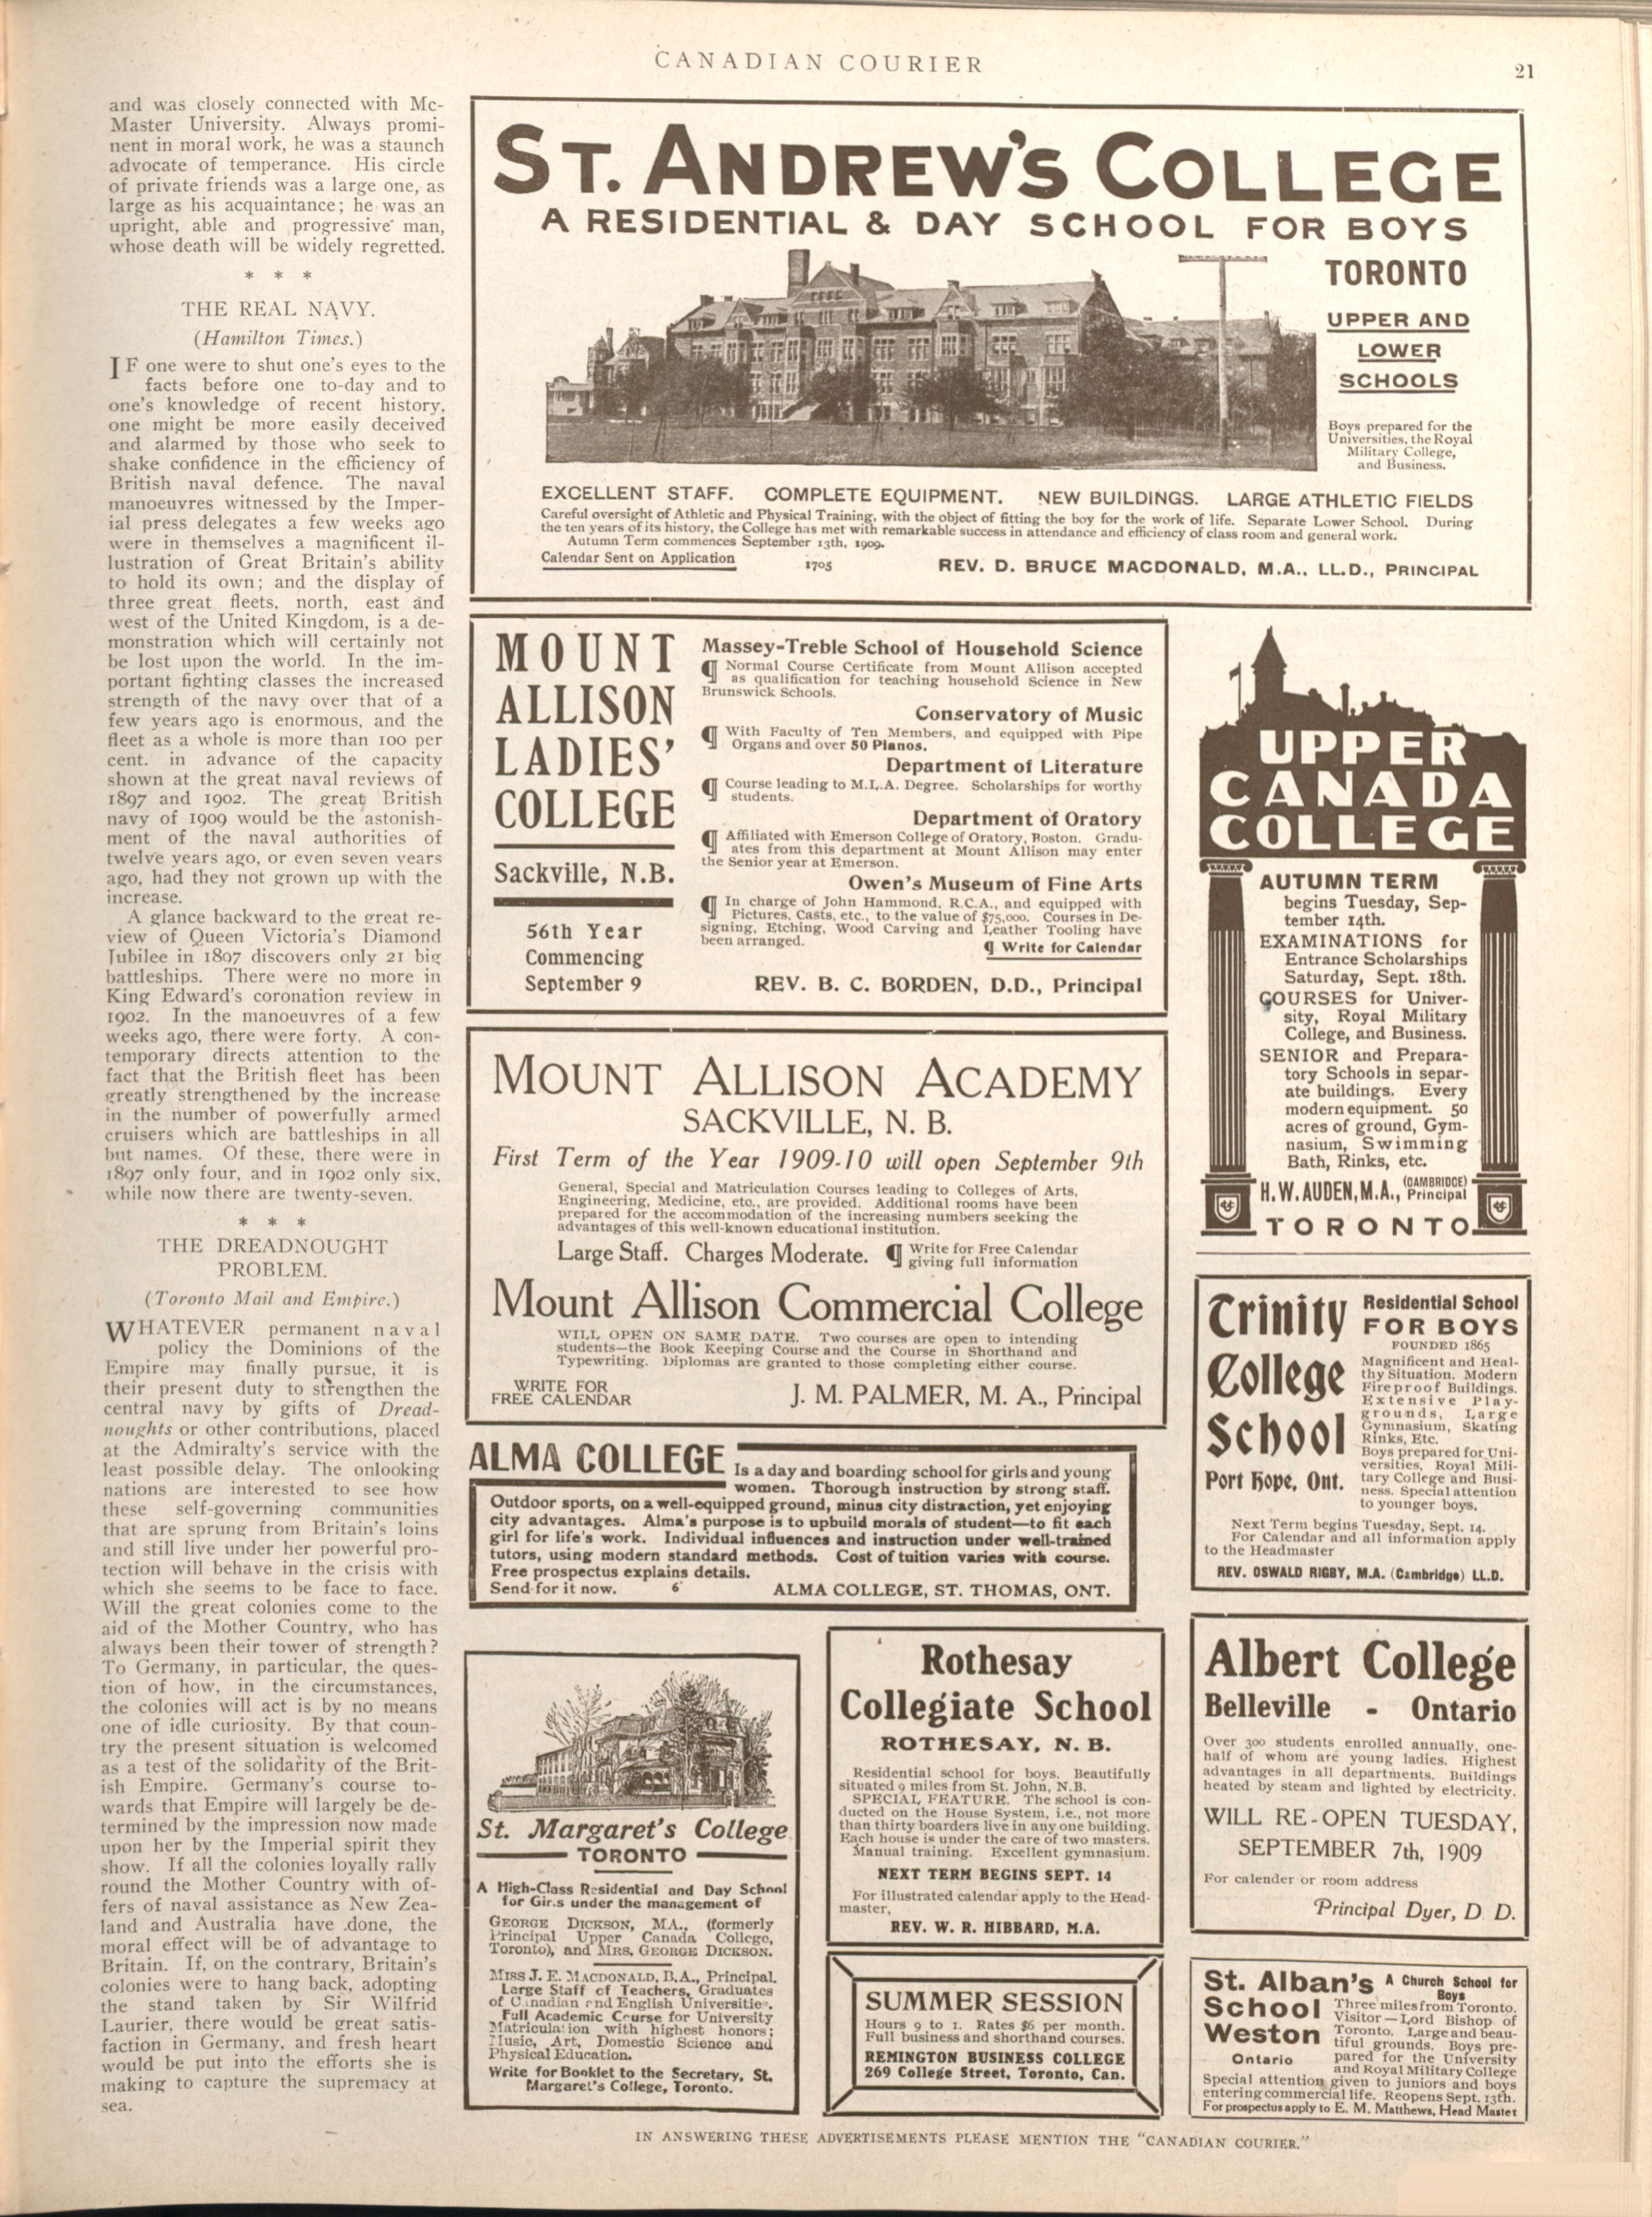 CANADIAN COURIER
21
and was closely connected with Mc-
Master University. Always promi-
nent in moral work, he was a staunch
advocate of temperance. His circle
of private friends was a large one, as
large as his acquaintance; he was an
upright, able and progressive man,
whose death will be widely regretted.
* * *
THE REAL NAVY.
(Hamilton Times.)
IF one were to shut one's eyes to the
facts before one to-day and to
one's knowledge of recent history,
one might be more easily deceived
and alarmed by those who seek to
shake confidence in the efficiency of
British naval defence. The naval
manoeuvres witnessed by the Imper-
ial press delegates a few weeks ago
were in themselves a magnificent il-
lustration of Great Britain's ability
to hold its own; and the display of
three great fleets, north, east and
west of the United Kingdom, is a de-
monstration which will certainly not
be lost upon the world. In the im-
portant fighting classes the increased
strength of the navy over that of a
few years ago is enormous, and the
fleet as a whole is more than 100 per
cent. in advance of the capacity
shown at the great naval reviews of
1897 and 1902. The great British
navy of 1909 would be the astonish-
ment of the naval authorities of
twelve years ago, or even seven years
ago, had they not grown up with the
increase.
A glance backward to the great re-
view of Queen Victoria's Diamond
Jubilee in 1897 discovers only 21 big
battleships. There were no more in
King Edward's coronation review in
1902. In the manoeuvres of a few
weeks ago, there were forty. A con-
temporary directs attention to the
fact that the British fleet has been
greatly strengthened by the increase
in the number of powerfully armed
cruisers which are battleships in all
but names. Of these, there were in
1897 only four, and in 1902 only six,
while now there are twenty-seven.
* * *
THE DREADNOUGHT
PROBLEM.
(Toronto Mail and Empire.)
WHATEVER permanent naval
policy the Dominions of the
Empire may finally pursue, it is
their present duty to strengthen the
central navy by gifts of Dread-
noughts or other contributions, placed
at the Admiralty's service with the
least possible delay. The onlooking
nations are interested to see how
these self-governing communities
that are sprung from Britain's loins
and still live under her powerful pro-
tection will behave in the crisis with
which she seems to be face to face.
Will the great colonies come to the
aid of the Mother Country, who has
always been their tower of strength?
To Germany, in particular, the ques-
tion of how, in the circumstances,
the colonies will act is by no means
one of idle curiosity. By that coun-
try the present situation is welcomed
as a test of the solidarity of the Brit-
ish Empire. Germany's course to-
wards that Empire will largely be de-
termined by the impression now made
upon her by the Imperial spirit they
show. If all the colonies loyally rally
round the Mother Country with of-
fers of naval assistance as New Zea-
land and Australia have done, the
moral effect will be of advantage to
Britain. If, on the contrary, Britain's
colonies were to hang back, adopting
the stand taken by Sir Wilfrid
Laurier, there would be great satis-
faction in Germany, and fresh heart
would be put into the efforts she is
making to capture the supremacy at
sea.
ST. ANDREW'S COLLEGE
A RESIDENTIAL & DAY SCHOOL FOR BOYS
TORONTO
UPPER AND
LOWER
SCHOOLS
Boys prepared for the
Universities, the Royal
Military College,
and Business.
EXCELLENT STAFF. COMPLETE EQUIPMENT. NEW BUILDINGS. LARGE ATHLETIC FIELDS
Careful oversight of Athletic and Physical Training, with the object of fitting the boy for the work of life. Separate Lower School. During
the ten years of its history, the College has met with remarkable success in attendance and efficiency of class room and general work.
Autumn Term commences September 13th, 1909.
Calendar Sent on Application 1705 REV. D. BRUCE MACDONALD, M.A., LL.D., PRINCIPAL
MOUNT
ALLISON
LADIES'
COLLEGE
Sackville, N.B.
56th Year
Commencing
September 9
Massey-Treble School of Household Science
¶ Normal Course Certificate from Mount Allison accepted
as qualification for teaching household Science in New
Brunswick Schools.
Conservatory of Music
¶ With Faculty of Ten Members, and equipped with Pipe
Organs and over 50 Pianos.
Department of Literature
¶ Course leading to M.L.A. Degree. Scholarships for worthy
students.
Department of Oratory
¶ Affiliated with Emerson College of Oratory, Boston. Gradu-
ates from this department at Mount Allison may enter
the Senior year at Emerson.
Owen's Museum of Fine Arts
¶ In charge of John Hammond, R.C.A., and equipped with
Pictures, Casts, etc., to the value of $75,000. Courses in De-
signing, Etching, Wood Carving and Leather Tooling have
been arranged. ¶ Write for Calendar
REV. B. C. BORDEN, D.D., Principal
UPPER
CANADA
COLLEGE
AUTUMN TERM
begins Tuesday, Sep-
tember 14th.
EXAMINATIONS for
Entrance Scholarships
Saturday, Sept. 18th.
COURSES for Univer-
sity, Royal Military
College, and Business.
SENIOR and Prepara-
tory Schools in separ-
ate buildings. Every
modern equipment. 50
acres of ground, Gym-
nasium, Swimming
Bath, Rinks, etc.
H. W. AUDEN, M.A., (CAMBRIDGE) Principal
TORONTO
MOUNT ALLISON ACADEMY
SACKVILLE, N. B.
First Term of the Year 1909-10 will open September 9th
General, Special and Matriculation Courses leading to Colleges of Arts,
Engineering, Medicine, etc., are provided. Additional rooms have been
prepared for the accommodation of the increasing numbers seeking the
advantages of this well-known educational institution.
Large Staff. Charges Moderate. ¶ Write for Free Calendar
giving full information
Mount Allison Commercial College
WILL OPEN ON SAME DATE. Two courses are open to intending
students—the Book Keeping Course and the Course in Shorthand and
Typewriting. Diplomas are granted to those completing either course.
WRITE FOR
FREE CALENDAR
J. M. PALMER, M. A., Principal
Trinity
College
School
Port Hope, Ont.
Residential School
FOR BOYS
FOUNDED 1865
Magnificent and Heal-
thy Situation. Modern
Fireproof Buildings.
Extensive Play-
grounds, Large
Gymnasium, Skating
Rinks, Etc.
Boys prepared for Uni-
versities, Royal Mili-
tary College and Busi-
ness. Special attention
to younger boys.
Next Term begins Tuesday, Sept. 14.
For Calendar and all information apply
to the Headmaster
REV. OSWALD RIGBY, M.A. (Cambridge) LL.D.
ALMA COLLEGE
Is a day and boarding school for girls and young
women. Thorough instruction by strong staff.
Outdoor sports, on a well-equipped ground, minus city distraction, yet enjoying
city advantages. Alma's purpose is to upbuild morals of student—to fit each
girl for life's work. Individual influences and instruction under well-trained
tutors, using modern standard methods. Cost of tuition varies with course.
Free prospectus explains details.
Send for it now. 6 ALMA COLLEGE, ST. THOMAS, ONT.
St. Margaret's College
TORONTO
A High-Class Residential and Day School
for Girls under the management of
GEORGE DICKSON, MA., (formerly
Principal Upper Canada College,
Toronto), and MRS. GEORGE DICKSON.
MISS J. E. MACDONALD, B.A., Principal.
Large Staff of Teachers, Graduates
of Canadian and English Universities.
Full Academic Course for University
Matriculation with highest honors;
Music, Art, Domestic Science and
Physical Education.
Write for Booklet to the Secretary, St.
Margaret's College, Toronto.
Rothesay
Collegiate School
ROTHESAY, N. B.
Residential school for boys. Beautifully
situated 9 miles from St. John, N.B.
SPECIAL FEATURE. The school is con-
ducted on the House System, i.e., not more
than thirty boarders live in any one building.
Each house is under the care of two masters.
Manual training. Excellent gymnasium.
NEXT TERM BEGINS SEPT. 14
For illustrated calendar apply to the Head-
master,
REV. W. R. HIBBARD, M.A.
SUMMER SESSION
Hours 9 to 1. Rates $6 per month.
Full business and shorthand courses.
REMINGTON BUSINESS COLLEGE
269 College Street, Toronto, Can.
Albert College
Belleville - Ontario
Over 300 students enrolled annually, one-
half of whom are young ladies. Highest
advantages in all departments. Buildings
heated by steam and lighted by electricity.
WILL RE-OPEN TUESDAY,
SEPTEMBER 7th, 1909
For calender or room address
Principal Dyer, D. D.
St. Alban's
School
Weston
Ontario
A Church School for
Boys
Three miles from Toronto.
Visitor—Lord Bishop of
Toronto. Large and beau-
tiful grounds. Boys pre-
pared for the University
and Royal Military College
Special attention given to juniors and boys
entering commercial life. Reopens Sept. 13th.
For prospectus apply to E. M. Matthews, Head Master
IN ANSWERING THESE ADVERTISEMENTS PLEASE MENTION THE "CANADIAN COURIER."